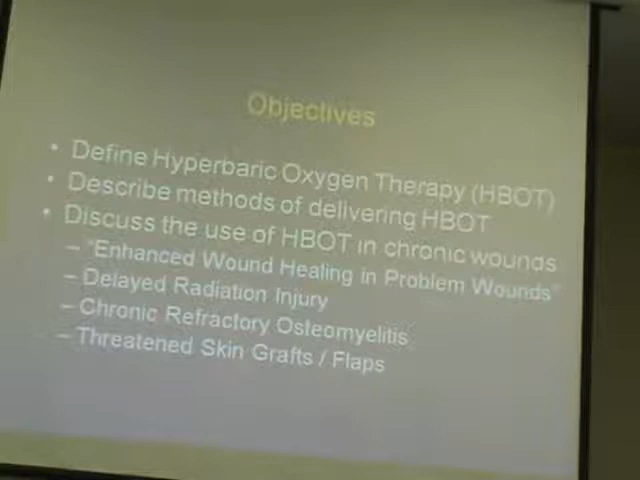 Objectives
• Define Hyperbaric Oxygen Therapy (HBOT)
• Describe methods of delivering HBOT
• Discuss the use of HBOT in chronic wounds
– "Enhanced Wound Healing in Problem Wounds"
– Delayed Radiation Injury
– Chronic Refractory Osteomyelitis
– Threatened Skin Grafts / Flaps